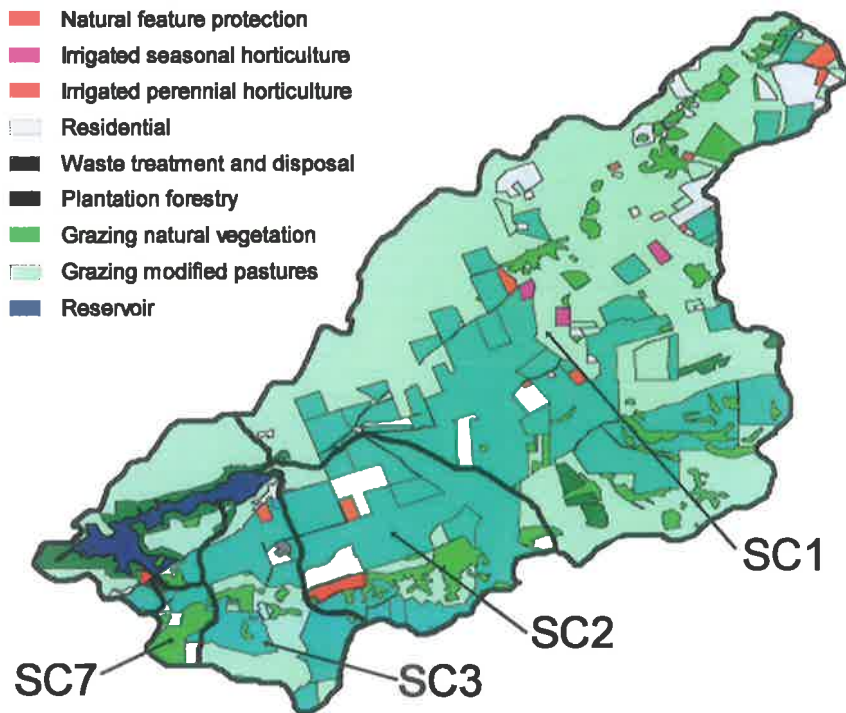 Natural feature protection
Irrigated seasonal horticulture
Irrigated perennial horticulture
Residential
Waste treatment and disposal
Plantation forestry
Grazing natural vegetation
Grazing modified pastures
Reservoir
SC1
SC2
SC7
SC3